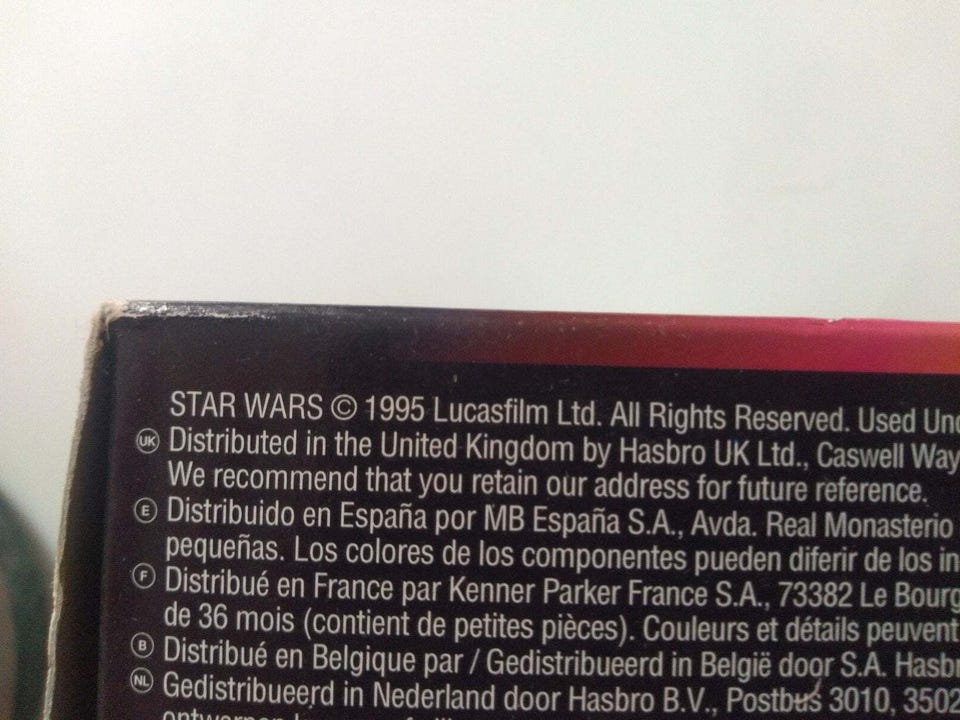 STAR WARS © 1995 Lucasfilm Ltd. All Rights Reserved. Used
UK Distributed in the United Kingdom by Hasbro UK Ltd., Caswell Way
We recommend that you retain our address for future reference.
E Distribuido en España por MB España S.A., Avda. Real Monasterio
pequeñas. Los colores de los componentes pueden diferir de los
F Distribué en France par Kenner Parker France S.A., 73382 Le
de 36 mois (contient de petites pièces). Couleurs et détails peuvent
B Distribué en Belgique par / Gedistribueerd in België door S.A.
NL Gedistribueerd in Nederland door Hasbro B.V., Postbus 3010,